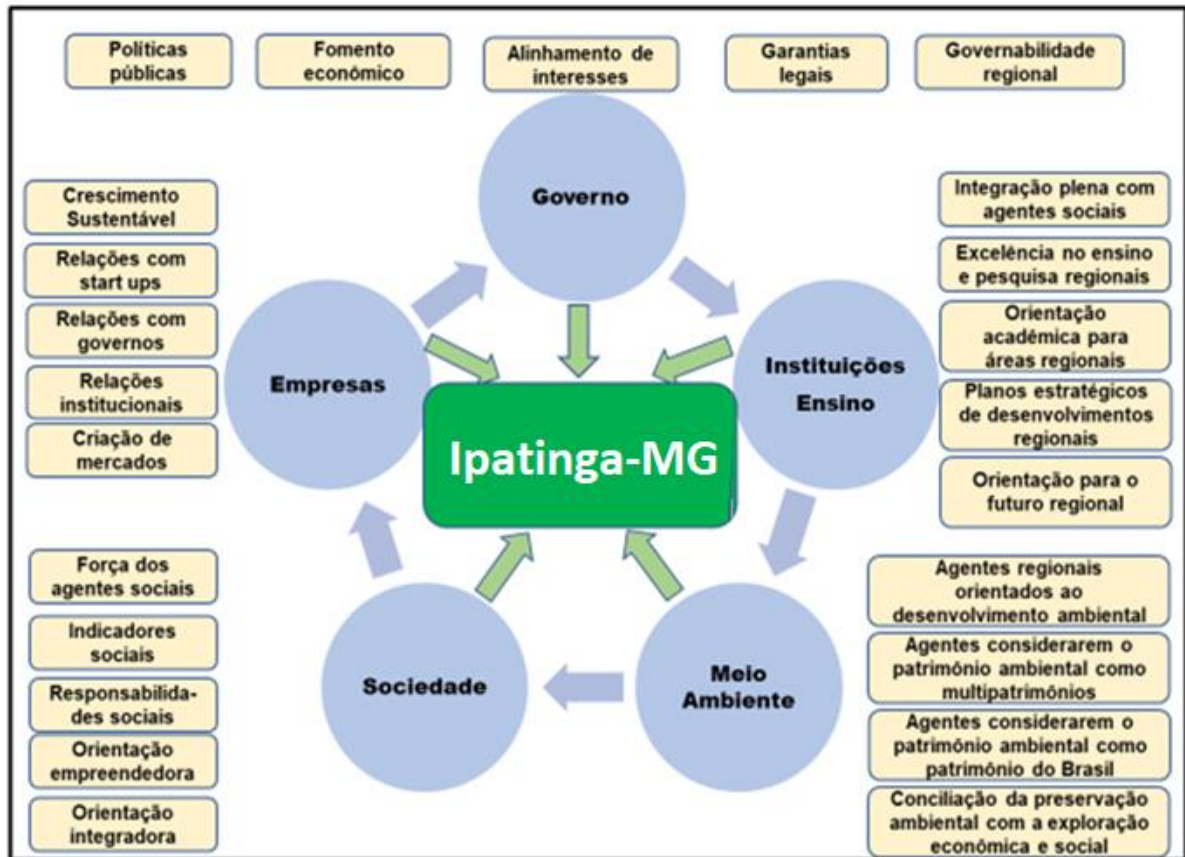 Políticas
públicas
Fomento
econômico
Alinhamento de
interesses
Garantias
legais
Governabilidade
regional
Governo
Crescimento
Sustentável
Relações com
start ups
Relações com
governos
Relações
institucionais
Criação de
mercados
Empresas
Integração plena com
agentes sociais
Excelência no ensino
e pesquisa regionais
Orientação
acadêmica para
áreas regionais
Planos estratégicos
de desenvolvimentos
regionais
Orientação para o
futuro regional
Instituições
Ensino
Ipatinga-MG
Força dos
agentes sociais
Indicadores
sociais
Responsabilida-
des sociais
Orientação
empreendedora
Orientação
integradora
Sociedade
Meio
Ambiente
Agentes regionais
orientados ao
desenvolvimento ambiental
Agentes considerarem o
patrimônio ambiental como
multipatrimônios
Agentes considerarem o
patrimônio ambiental como
patrimônio do Brasil
Conciliação da preservação
ambiental com a exploração
econômica e social